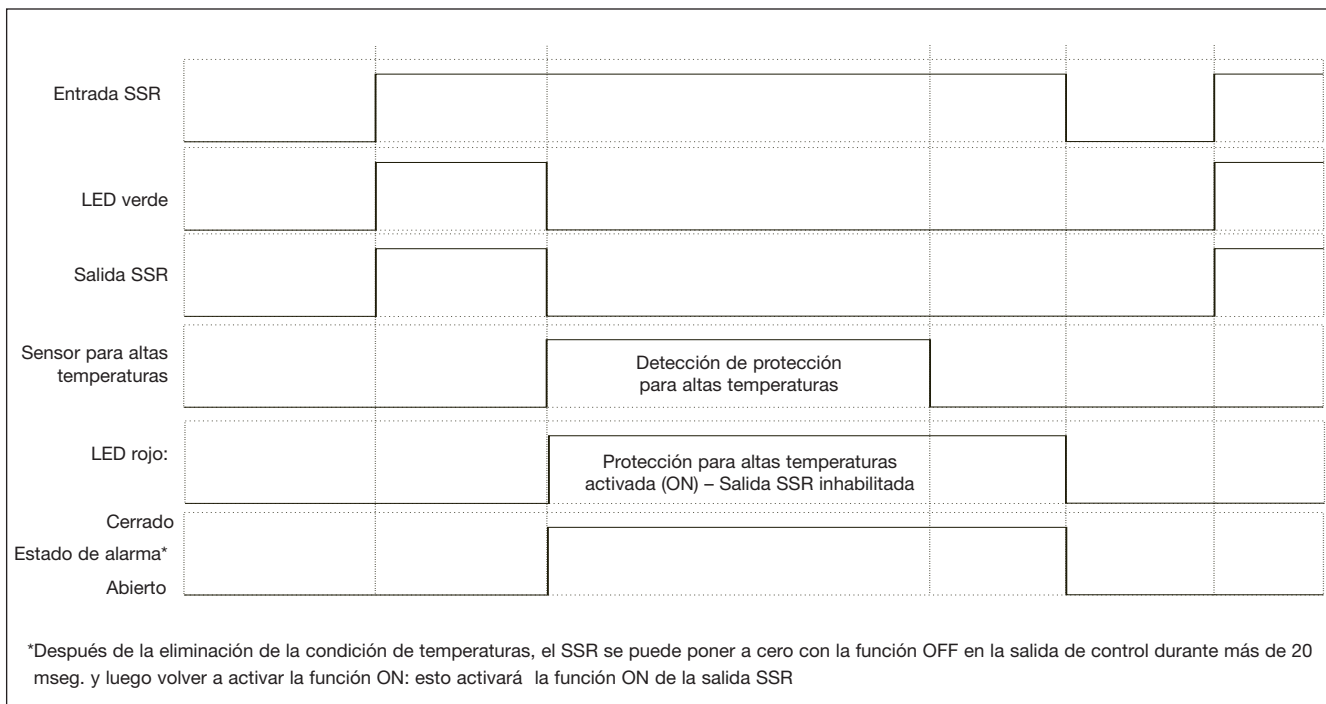 Entrada SSR
LED verde
Salida SSR
Sensor para altas
temperaturas
Detección de protección
para altas temperaturas
LED rojo:
Protección para altas temperaturas
activada (ON) – Salida SSR inhabilitada
Cerrado
Estado de alarma*
Abierto
*Después de la eliminación de la condición de temperaturas, el SSR se puede poner a cero con la función OFF en la salida de control durante más de 20
mseg. y luego volver a activar la función ON: esto activará la función ON de la salida SSR